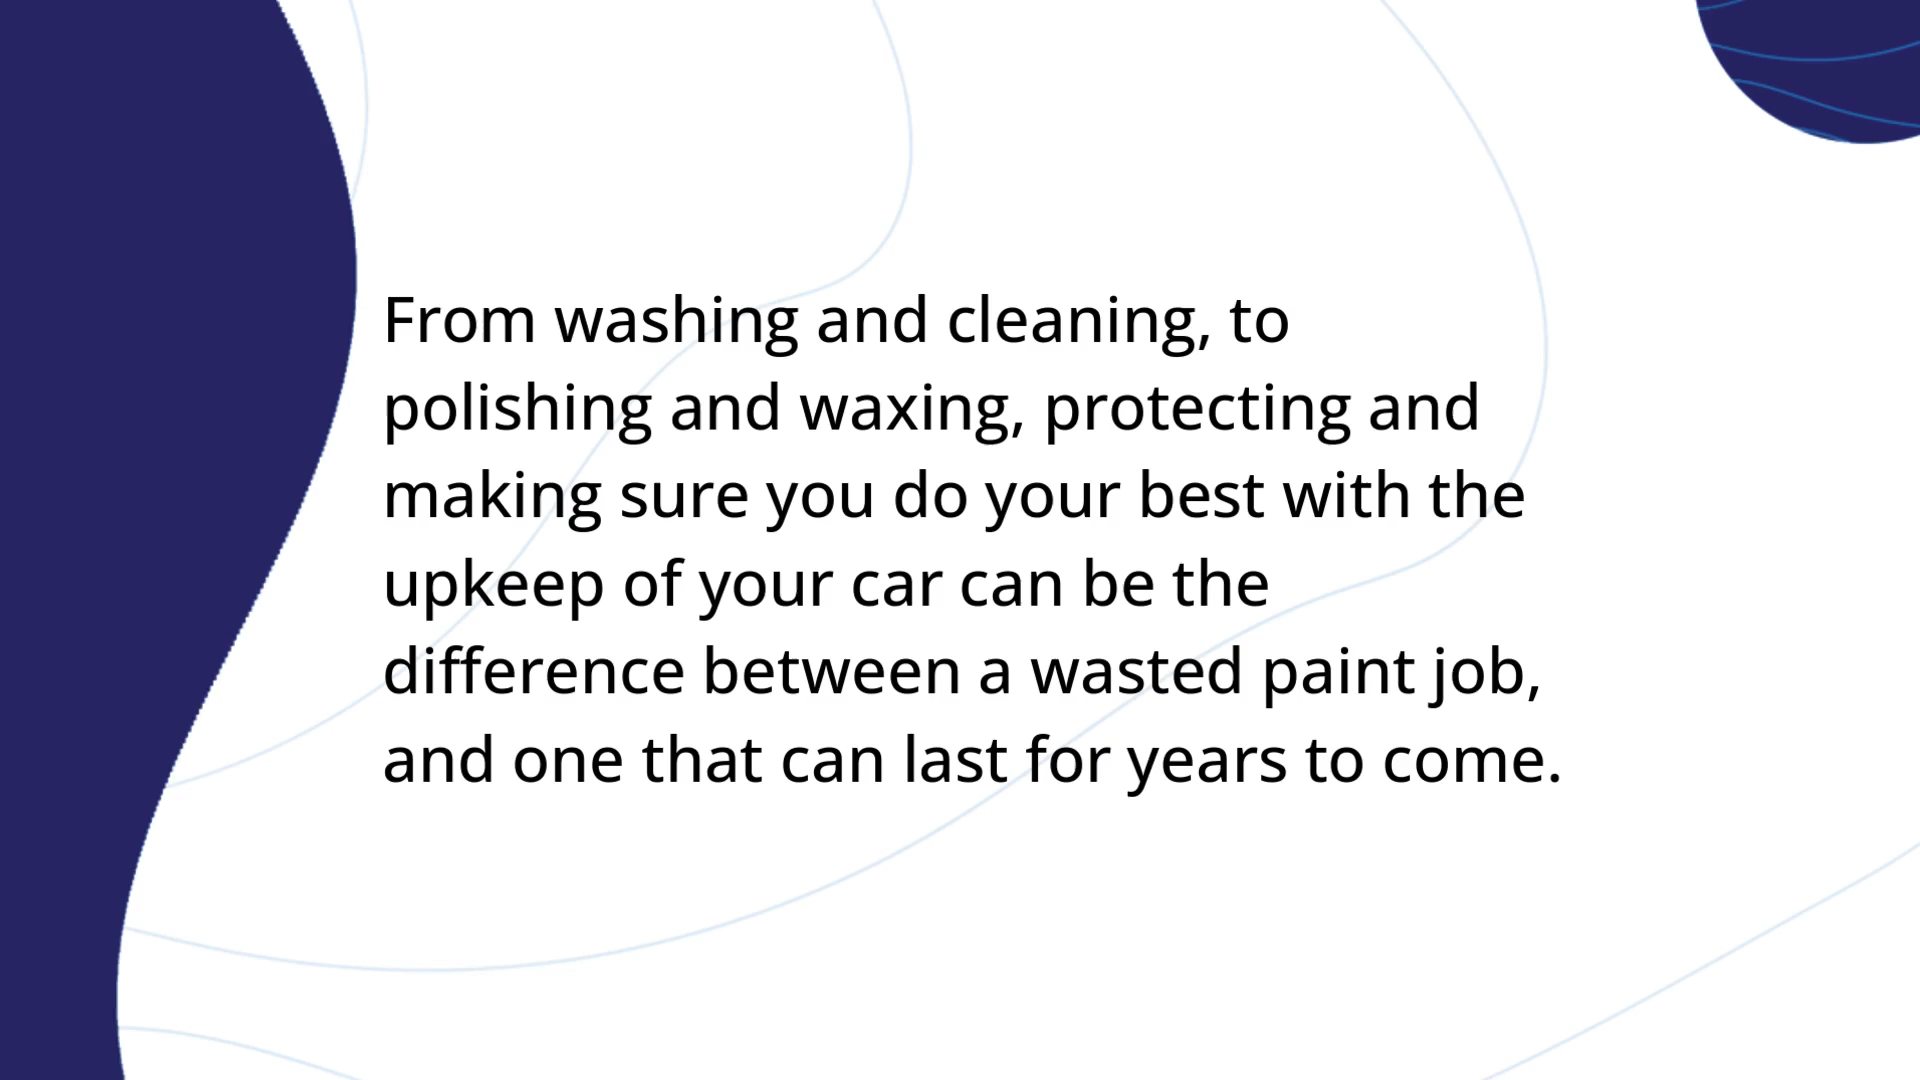 From washing and cleaning, to
polishing and waxing, protecting and
making sure you do your best with the
upkeep of your car can be the
difference between a wasted paint job,
and one that can last for years to come.